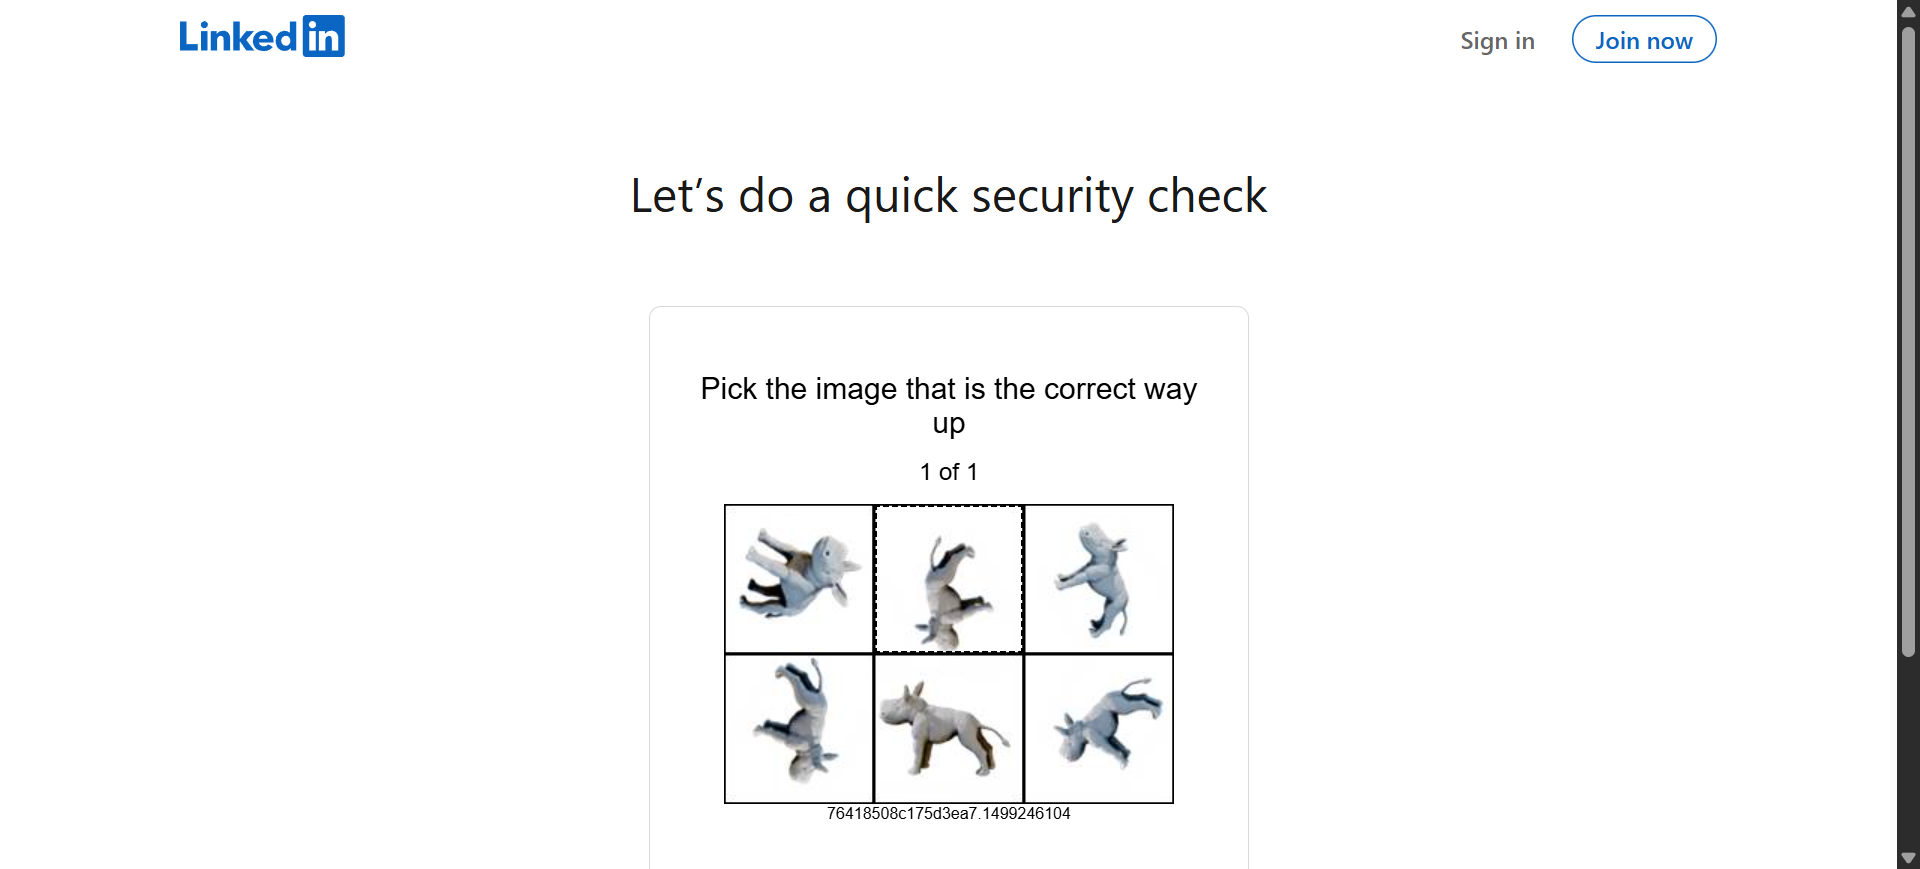 Linked in
Sign in
Join now
Let’s do a quick security check
Pick the image that is the correct way
up
1 of 1
76418508c175d3ea7.1499246104